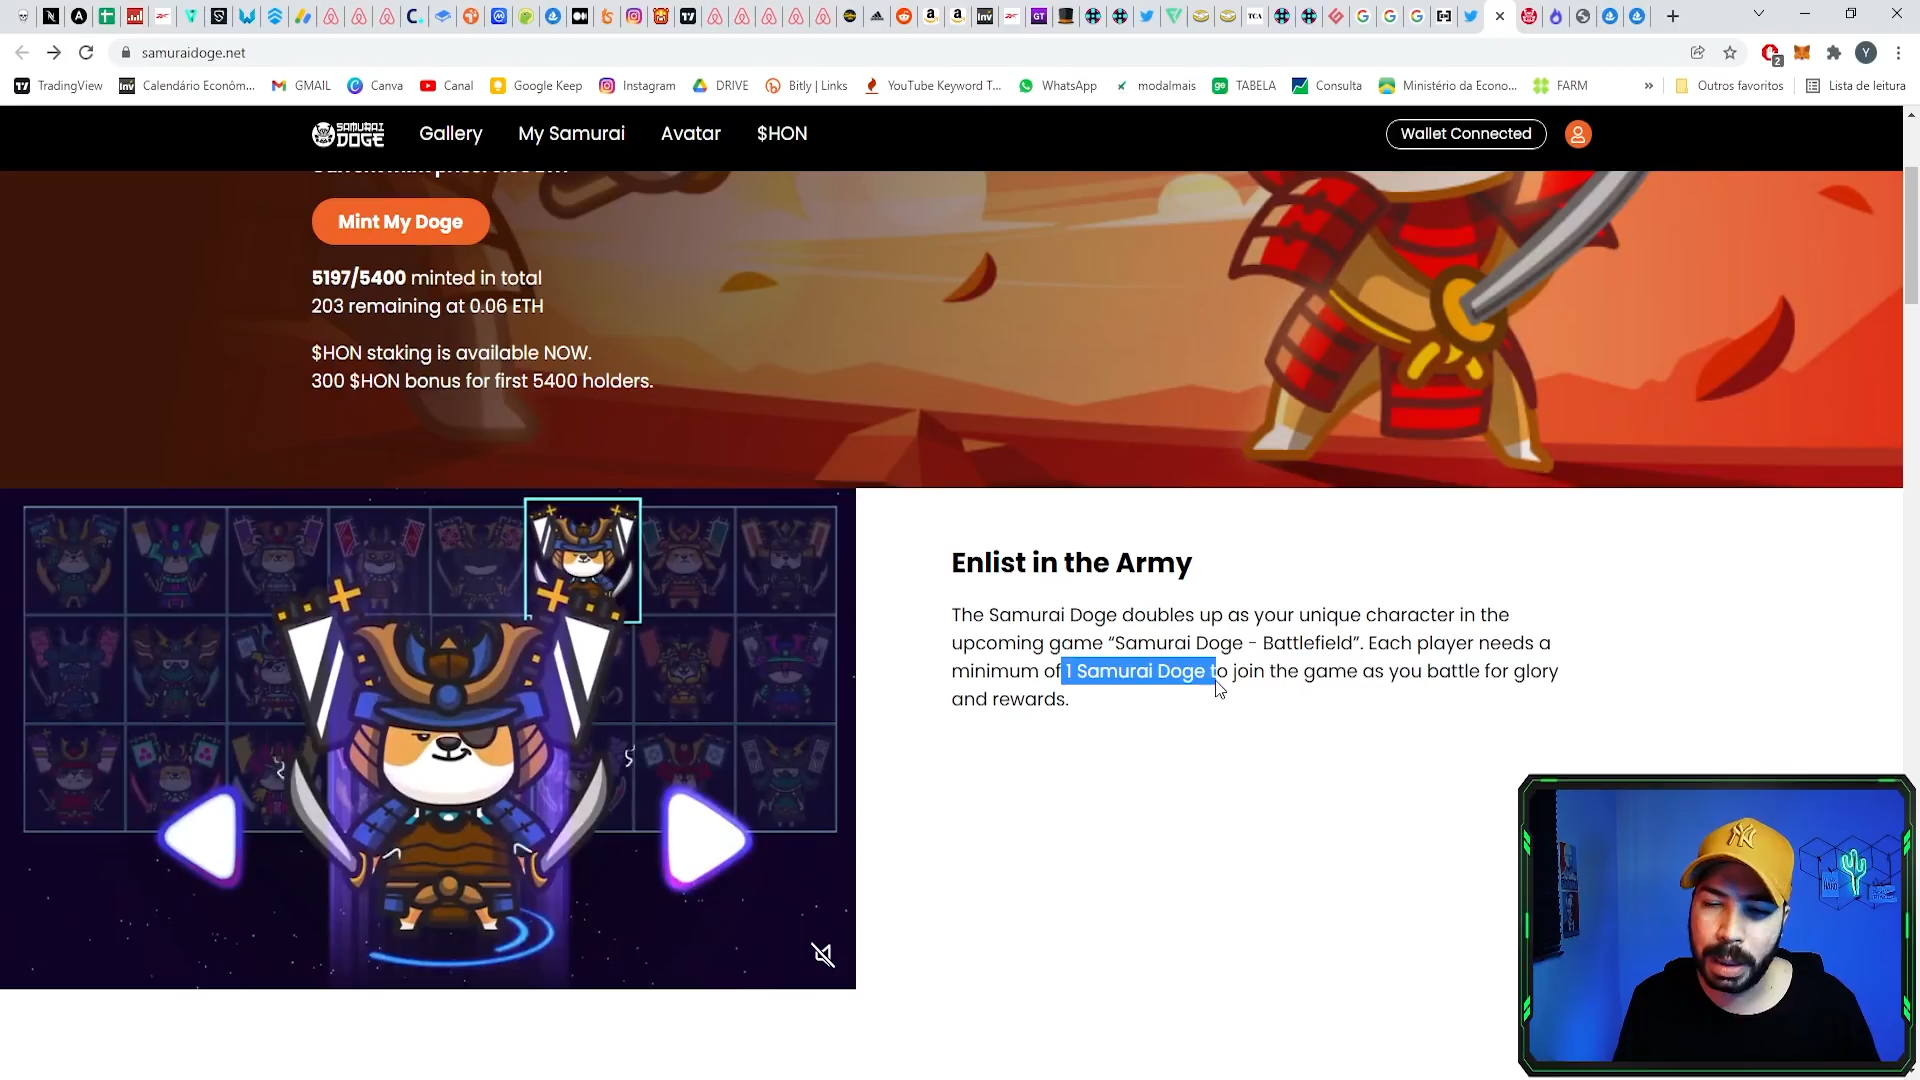 samuraidoge.net
TradingView
Calendário Econôm...
GMAIL
Canva
Canal
Google Keep
Instagram
DRIVE
Bitly | Links
YouTube Keyword T...
WhatsApp
modalmais
TABELA
Consulta
Ministério da Econo...
FARM
»
Outros favoritos
Lista de leitura
SAMURAI
DOGE
Gallery
My Samurai
Avatar
$HON
Wallet Connected
Mint My Doge
5197/5400 minted in total
203 remaining at 0.06 ETH
$HON staking is available NOW.
300 $HON bonus for first 5400 holders.
Enlist in the Army
The Samurai Doge doubles up as your unique character in the
upcoming game “Samurai Doge - Battlefield”. Each player needs a
minimum of 1 Samurai Doge to join the game as you battle for glory
and rewards.